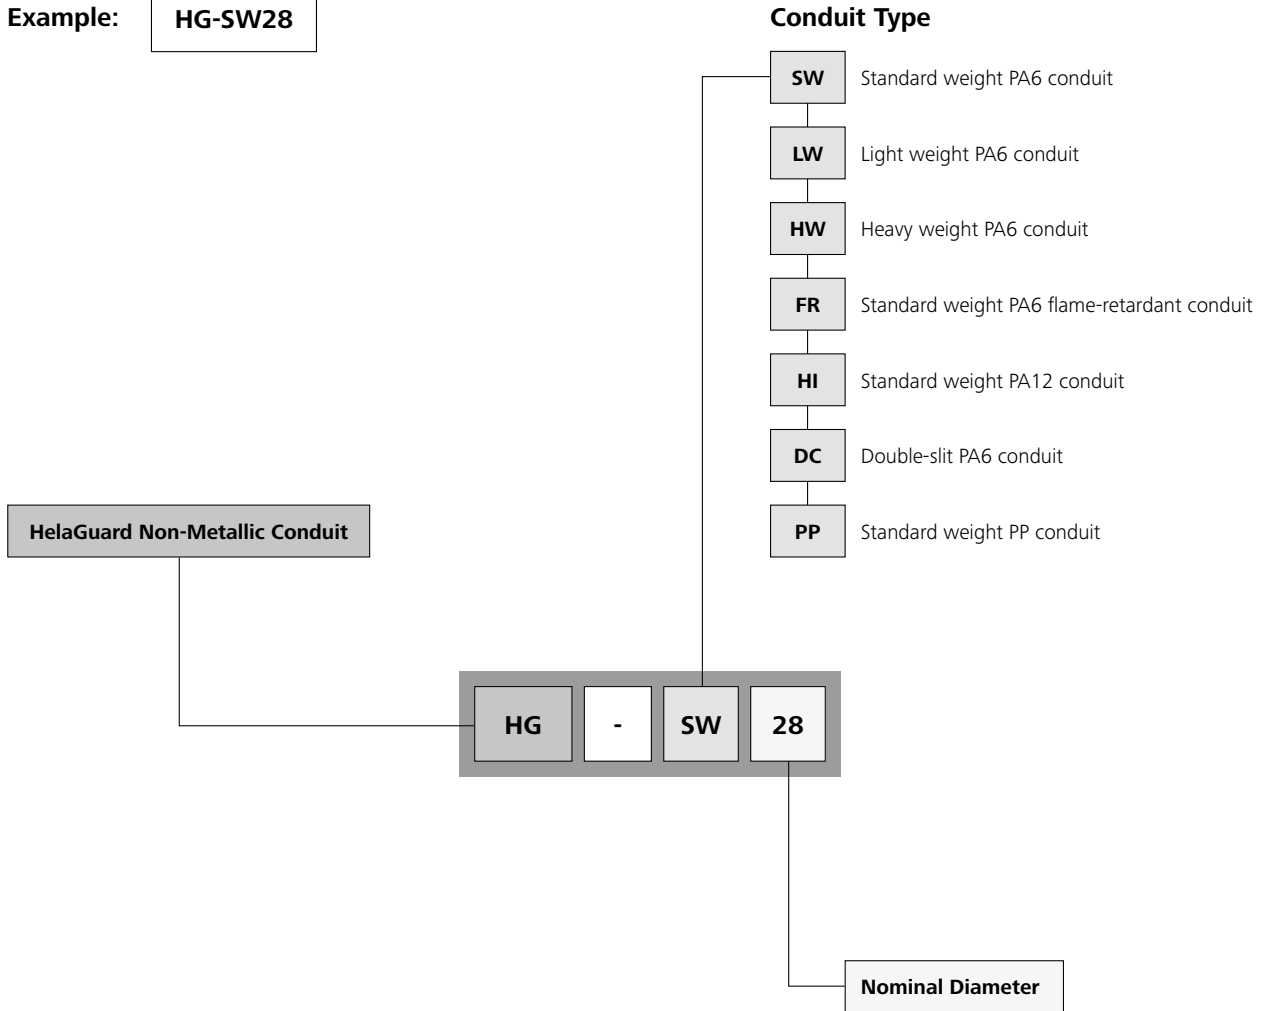 Example:
HG-SW28
Conduit Type
SW Standard weight PA6 conduit
LW Light weight PA6 conduit
HW Heavy weight PA6 conduit
FR Standard weight PA6 flame-retardant conduit
HI Standard weight PA12 conduit
DC Double-slit PA6 conduit
PP Standard weight PP conduit
HelaGuard Non-Metallic Conduit
HG - SW 28
Nominal Diameter